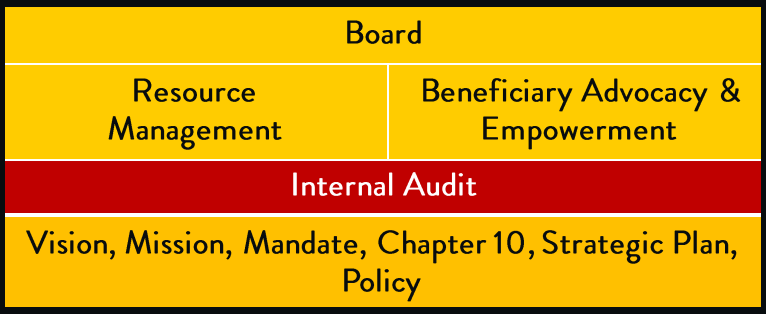 Board
Resource
Management
Beneficiary Advocacy &
Empowerment
Internal Audit
Vision, Mission, Mandate, Chapter 10, Strategic Plan,
Policy